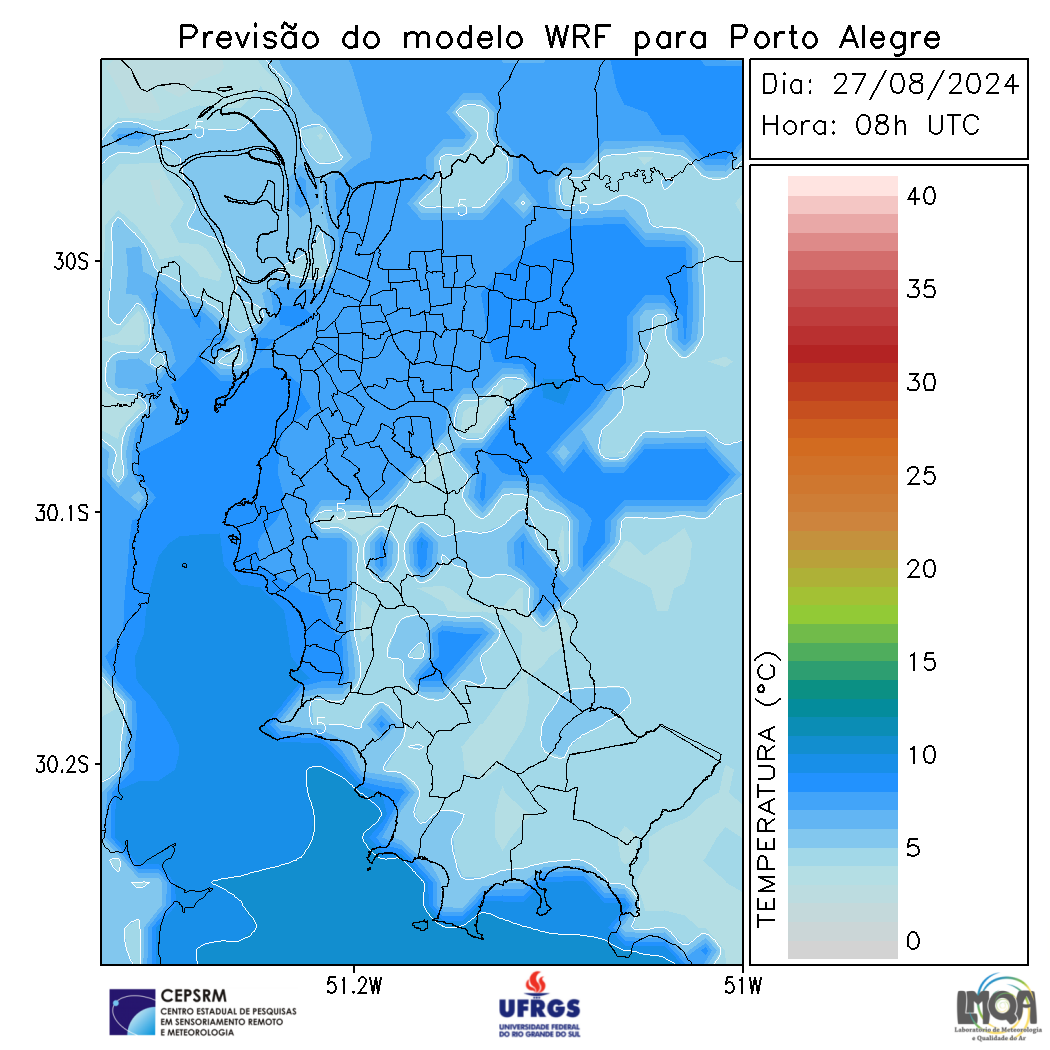 Previsão do modelo WRF para Porto Alegre
Dia: 27/08/2024
Hora: 08h UTC
40
35
30
25
20
15
10
5
0
TEMPERATURA (°C)
30S
30.1S
30.2S
51.2W
51W
5
5
5
5
5
CEPSRM
CENTRO ESTADUAL DE PESQUISAS
EM SENSORIAMENTO REMOTO
E METEOROLOGIA
UFRGS
UNIVERSIDADE FEDERAL
DO RIO GRANDE DO SUL
LMQA
Laboratório de Meteorologia
e Qualidade do Ar